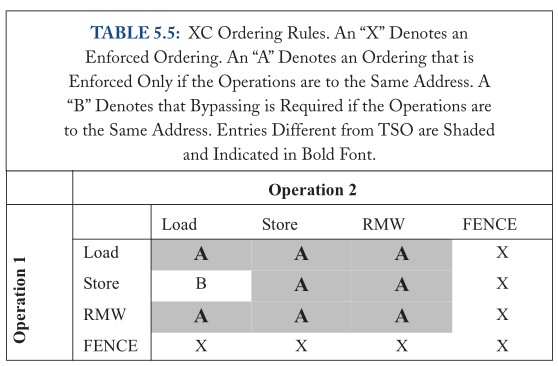 TABLE 5.5: XC Ordering Rules. An “X” Denotes an
Enforced Ordering. An “A” Denotes an Ordering that is
Enforced Only if the Operations are to the Same Address. A
“B” Denotes that Bypassing is Required if the Operations are
to the Same Address. Entries Different from TSO are Shaded
and Indicated in Bold Font.
Operation 2
Operation 1
Load Store RMW FENCE
Load A A A X
Store B A A X
RMW A A A X
FENCE X X X X